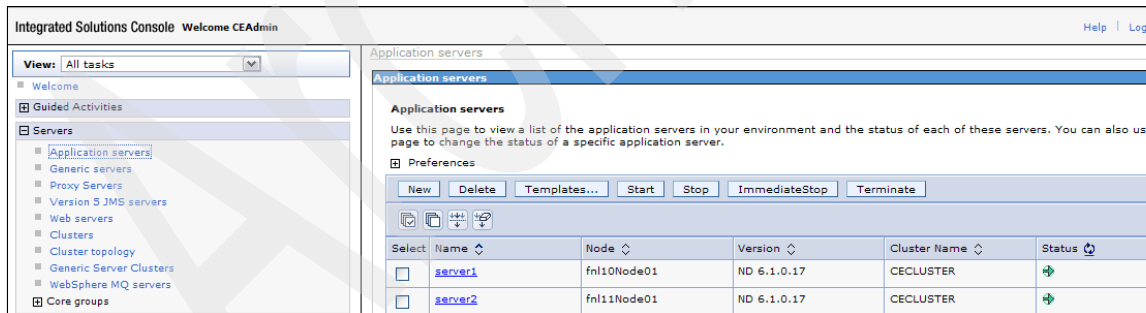 Integrated Solutions Console Welcome CEAdmin
Help Log
View: All tasks
Welcome
Guided Activities
Servers
Application servers
Generic servers
Proxy Servers
Version 5 JMS servers
Web servers
Clusters
Cluster topology
Generic Server Clusters
WebSphere MQ servers
Core groups
Application servers
Application servers
Application servers
Use this page to view a list of the application servers in your environment and the status of each of these servers. You can also us
page to change the status of a specific application server.
Preferences
New Delete Templates... Start Stop ImmediateStop Terminate
Select Name Node Version Cluster Name Status
server1 fnl10Node01 ND 6.1.0.17 CECLUSTER
server2 fnl11Node01 ND 6.1.0.17 CECLUSTER